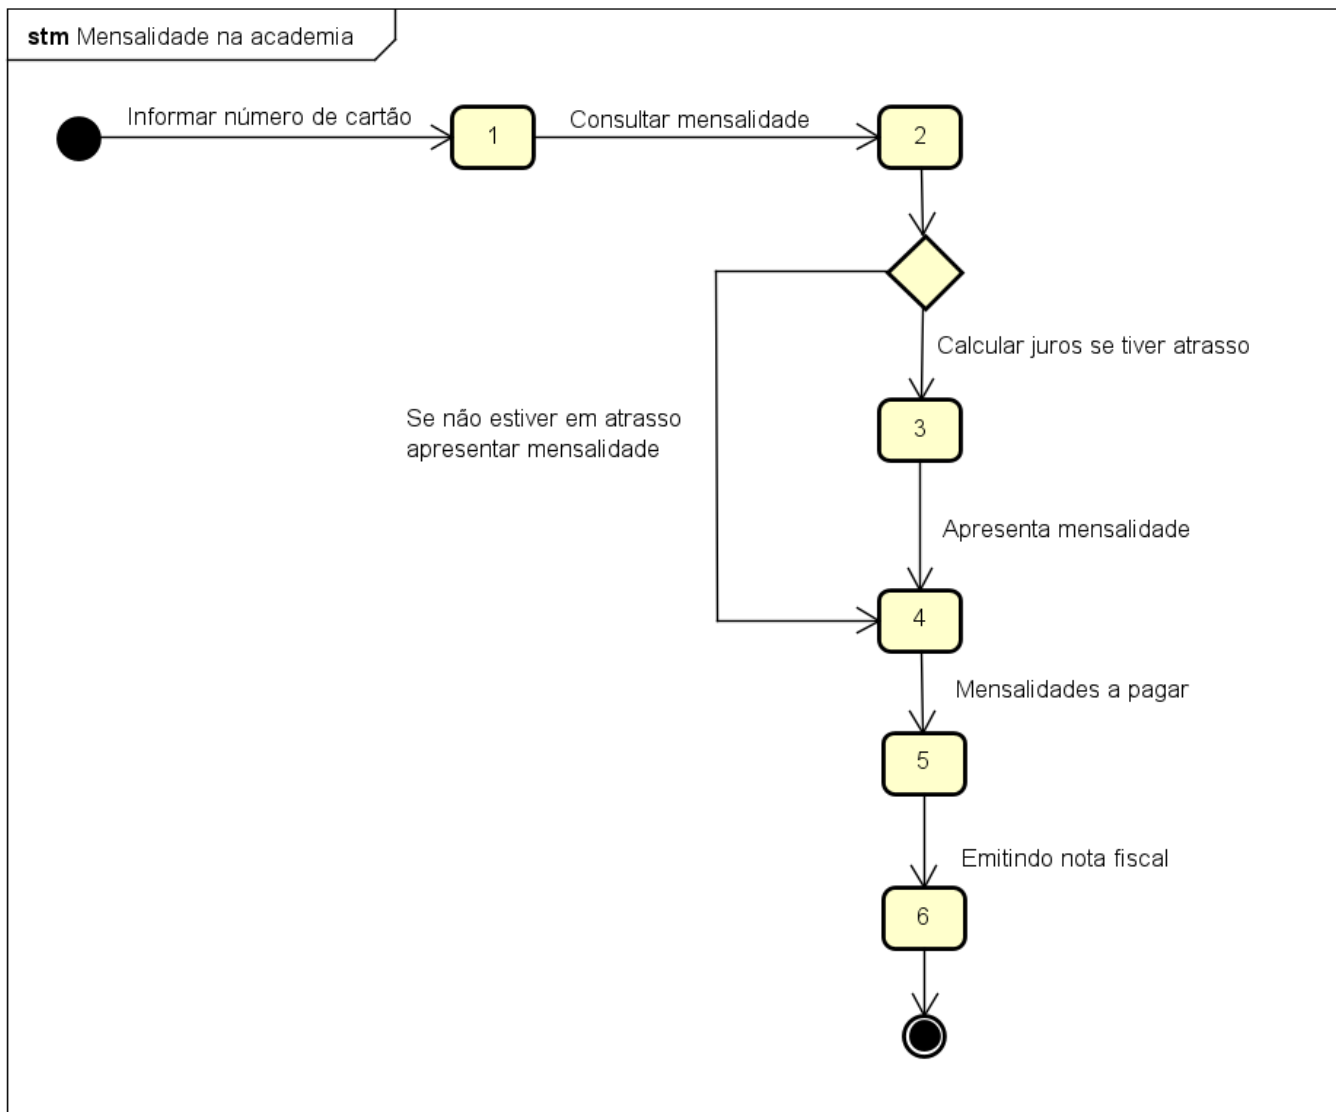 stm Mensalidade na academia
Informar número de cartão
1
Consultar mensalidade
2
Calcular juros se tiver atrasso
Se não estiver em atrasso
apresentar mensalidade
3
Apresenta mensalidade
4
Mensalidades a pagar
5
Emitindo nota fiscal
6